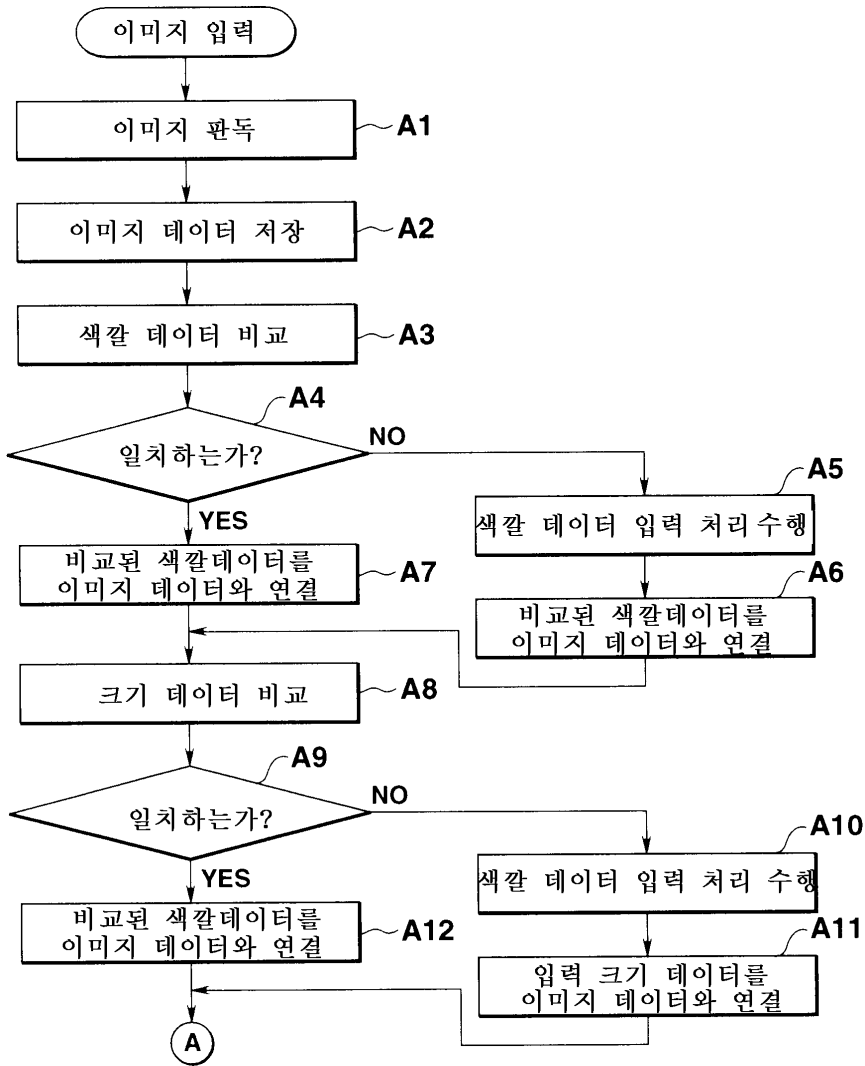 이미지 입력
이미지 판독
A1
이미지 데이터 저장
A2
색깔 데이터 비교
A3
A4
일치하는가?
NO
YES
A5
색깔 데이터 입력 처리 수행
비교된 색깔데이터를
이미지 데이터와 연결
A7
A6
비교된 색깔데이터를
이미지 데이터와 연결
크기 데이터 비교
A8
A9
일치하는가?
NO
YES
A10
색깔 데이터 입력 처리 수행
비교된 색깔데이터를
이미지 데이터와 연결
A12
A11
입력 크기 데이터를
이미지 데이터와 연결
A